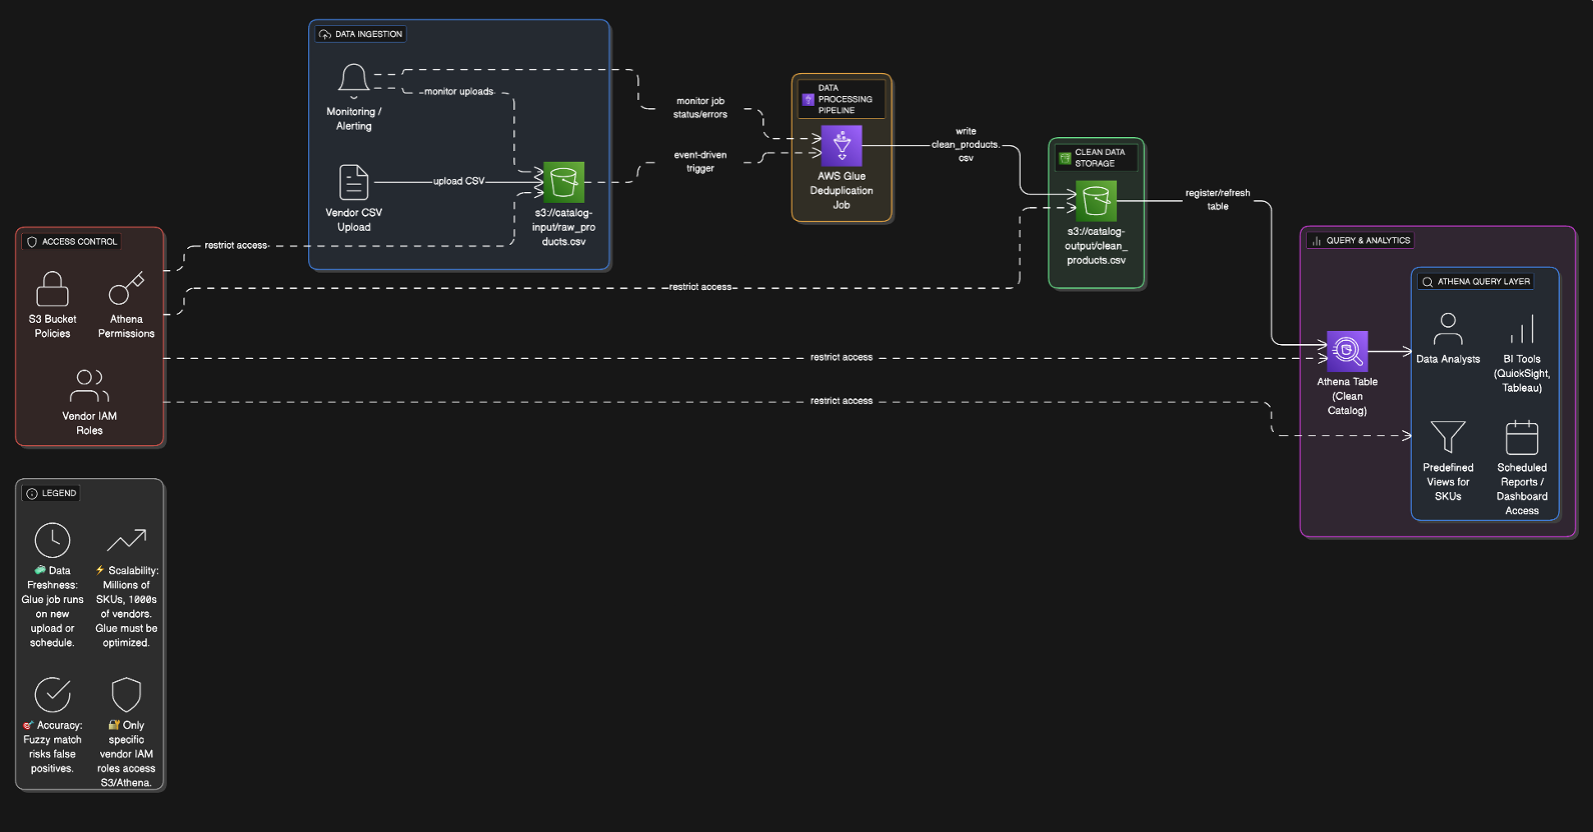 DATA INGESTION
Monitoring /
Alerting
monitor uploads
Vendor CSV
Upload
upload CSV
s3://catalog-
input/raw_pro
ducts.csv
monitor job
status/errors
event-driven
trigger
DATA
PROCESSING
PIPELINE
AWS Glue
Deduplication
Job
write
clean_products.
csv
CLEAN DATA
STORAGE
s3://catalog-
output/clean_
products.csv
register/refresh
table
ACCESS CONTROL
S3 Bucket
Policies
Athena
Permissions
Vendor IAM
Roles
restrict access
restrict access
restrict access
restrict access
QUERY & ANALYTICS
Athena Table
(Clean
Catalog)
ATHENA QUERY LAYER
Data Analysts
BI Tools
(QuickSight,
Tableau)
Predefined
Views for
SKUs
Scheduled
Reports /
Dashboard
Access
LEGEND
🧼 Data
Freshness:
Glue job runs
on new
upload or
schedule.
⚡ Scalability:
Millions of
SKUs, 1000s
of vendors.
Glue must be
optimized.
🎯 Accuracy:
Fuzzy match
risks false
positives.
🔐 Only
specific
vendor IAM
roles access
S3/Athena.